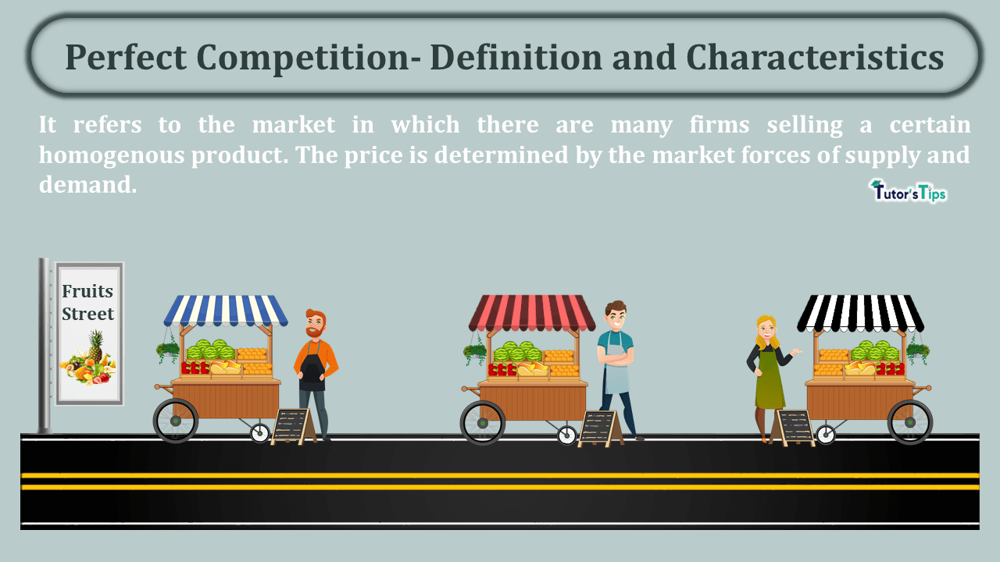 Perfect Competition- Definition and Characteristics
It refers to the market in which there are many firms selling a certain
homogenous product. The price is determined by the market forces of supply and
demand.
Tutor'sTips
Fruits
Street